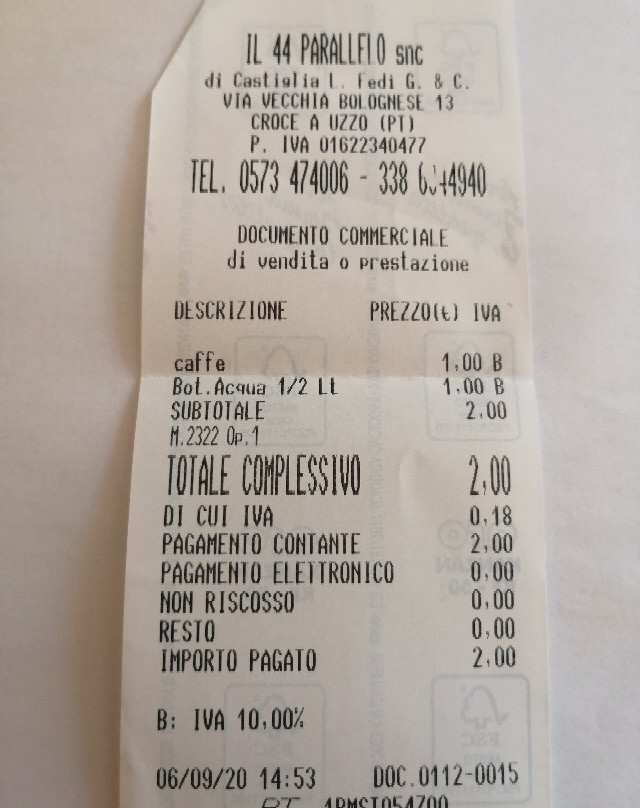 IL 44 PARALLELO snc
di Castiglia L. Fedi G. & C.
VIA VECCHIA BOLOGNESE 13
CROCE A UZZO (PT)
P. IVA 01622340477
TEL. 0573 474006 - 338
DOCUMENTO COMMERCIALE
di vendita o prestazione
DESCRIZIONE PREZZO(€) IVA
caffe 1,00 B
Bot.Acqua 1/2 Lt 1,00 B
SUBTOTALE 2,00
M.2322 Op.1
TOTALE COMPLESSIVO 2,00
DI CUI IVA 0,18
PAGAMENTO CONTANTE 2,00
PAGAMENTO ELETTRONICO 0,00
NON RISCOSSO 0,00
RESTO 0,00
IMPORTO PAGATO 2,00
B: IVA 10,00%
06/09/20 14:53 DOC.0112-0015